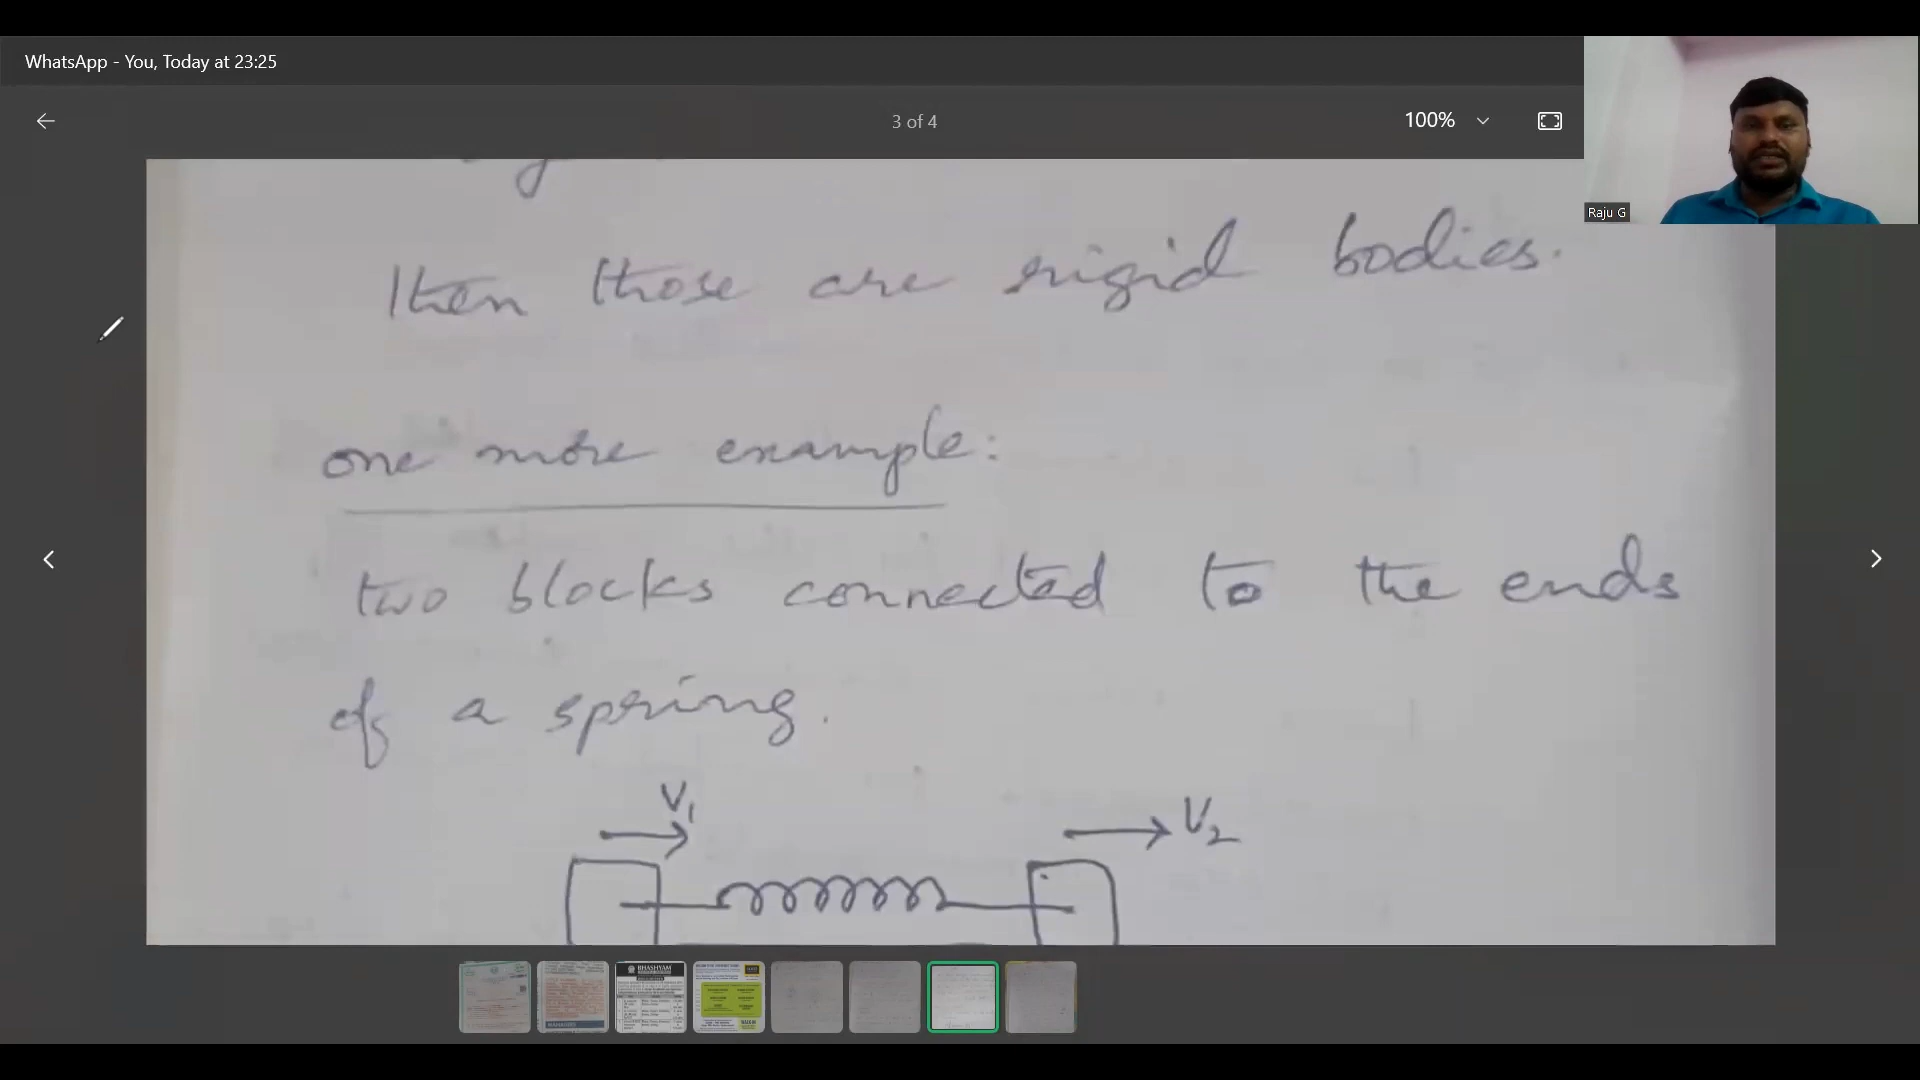 WhatsApp - You, Today at 23:25
3 of 4
100%
Raju G
then those are rigid bodies.
one more example:
two blocks connected to the ends
of a spring.
V1
V2
BHASHYAM